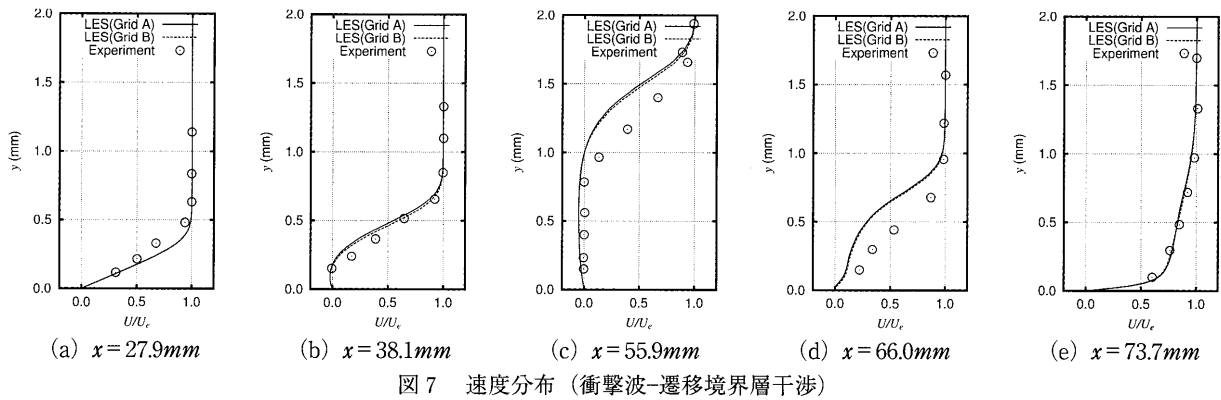 LES(Grid A)
LES(Grid B)
Experiment
2.0
1.5
1.0
0.5
0.0
y (mm)
0.0
0.5
1.0
U/Ue
(a) x=27.9mm
LES(Grid A)
LES(Grid B)
Experiment
2.0
1.5
1.0
0.5
0.0
y (mm)
0.0
0.5
1.0
U/Ue
(b) x=38.1mm
LES(Grid A)
LES(Grid B)
Experiment
2.0
1.5
1.0
0.5
0.0
y (mm)
0.0
0.5
1.0
U/Ue
(c) x=55.9mm
LES(Grid A)
LES(Grid B)
Experiment
2.0
1.5
1.0
0.5
0.0
y (mm)
0.0
0.5
1.0
U/Ue
(d) x=66.0mm
LES(Grid A)
LES(Grid B)
Experiment
2.0
1.5
1.0
0.5
0.0
y (mm)
0.0
0.5
1.0
U/Ue
(e) x=73.7mm
図7 速度分布 (衝撃波−遷移境界層干渉)